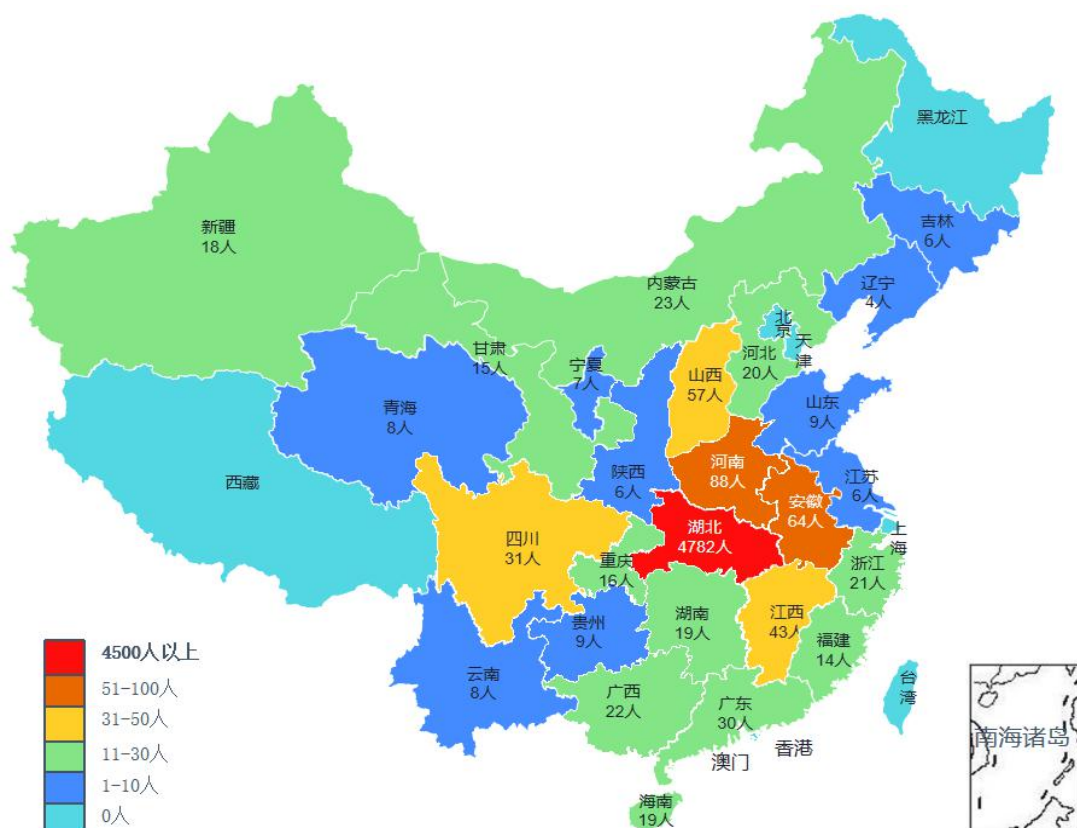 黑龙江
吉林
6人
新疆
18人
辽宁
4人
内蒙古
23人
北京
天津
河北
20人
甘肃
15人
宁夏
7人
山西
57人
青海
8人
山东
9人
西藏
陕西
6人
河南
88人
江苏
6人
安徽
64人
湖北
4782人
上海
四川
31人
重庆
16人
浙江
21人
湖南
19人
江西
43人
贵州
9人
福建
14人
云南
8人
广西
22人
广东
30人
台湾
香港
澳门
海南
19人
南海诸岛
4500人以上
51-100人
31-50人
11-30人
1-10人
0人